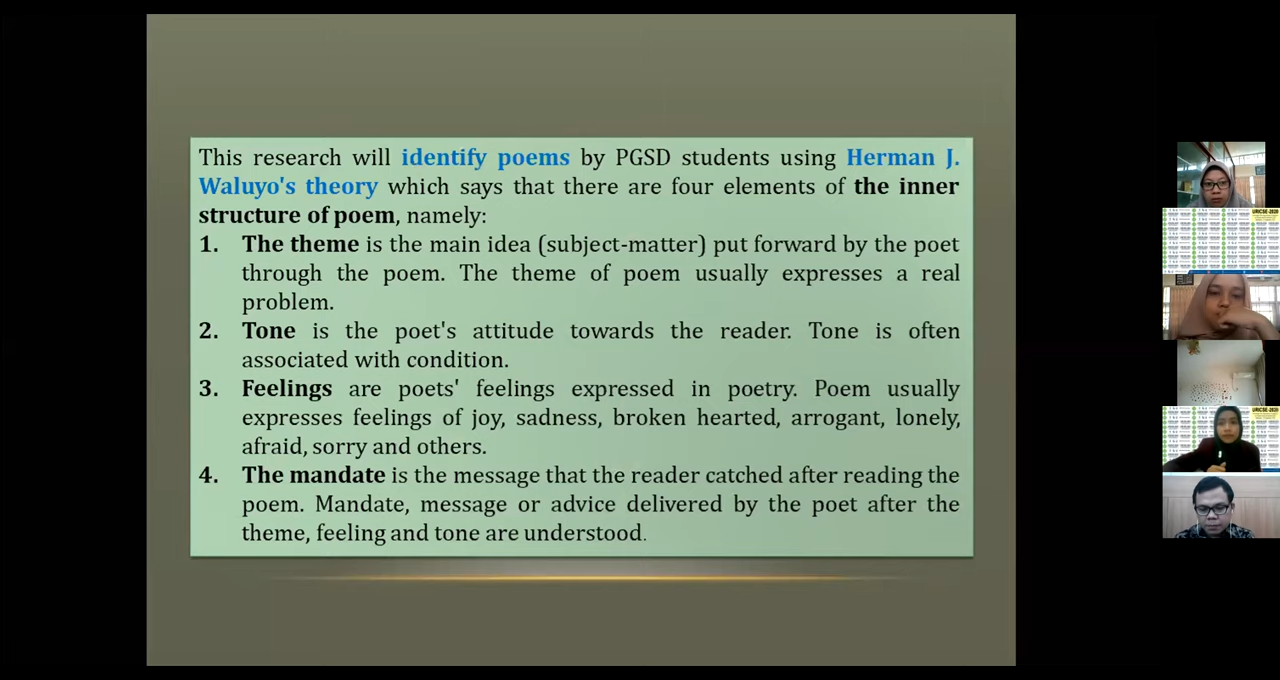 This research will identify poems by PGSD students using Herman J.
Waluyo's theory which says that there are four elements of the inner
structure of poem, namely:
1. The theme is the main idea (subject-matter) put forward by the poet
through the poem. The theme of poem usually expresses a real
problem.
2. Tone is the poet's attitude towards the reader. Tone is often
associated with condition.
3. Feelings are poets' feelings expressed in poetry. Poem usually
expresses feelings of joy, sadness, broken hearted, arrogant, lonely,
afraid, sorry and others.
4. The mandate is the message that the reader catched after reading the
poem. Mandate, message or advice delivered by the poet after the
theme, feeling and tone are understood.
URICSE-2020
URICSE-2020